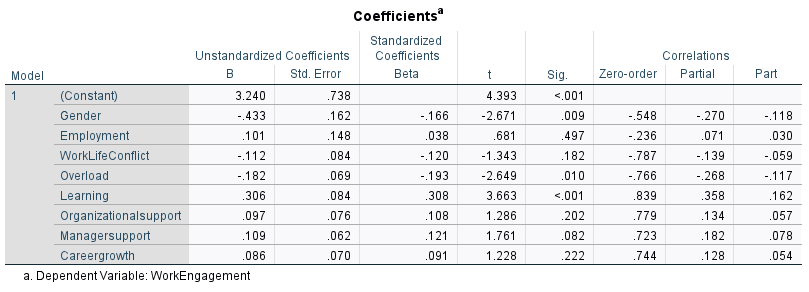 Coefficientsa
Unstandardized Coefficients Standardized Coefficients Correlations
Model B Std. Error Beta t Sig. Zero-order Partial Part
1 (Constant) 3.240 .738 4.393 <.001
Gender -.433 .162 -.166 -2.671 .009 -.548 -.270 -.118
Employment .101 .148 .038 .681 .497 -.236 .071 .030
WorkLifeConflict -.112 .084 -.120 -1.343 .182 -.787 -.139 -.059
Overload -.182 .069 -.193 -2.649 .010 -.766 -.268 -.117
Learning .306 .084 .308 3.663 <.001 .839 .358 .162
Organizationalsupport .097 .076 .108 1.286 .202 .779 .134 .057
Managersupport .109 .062 .121 1.761 .082 .723 .182 .078
Careergrowth .086 .070 .091 1.228 .222 .744 .128 .054
a. Dependent Variable: WorkEngagement